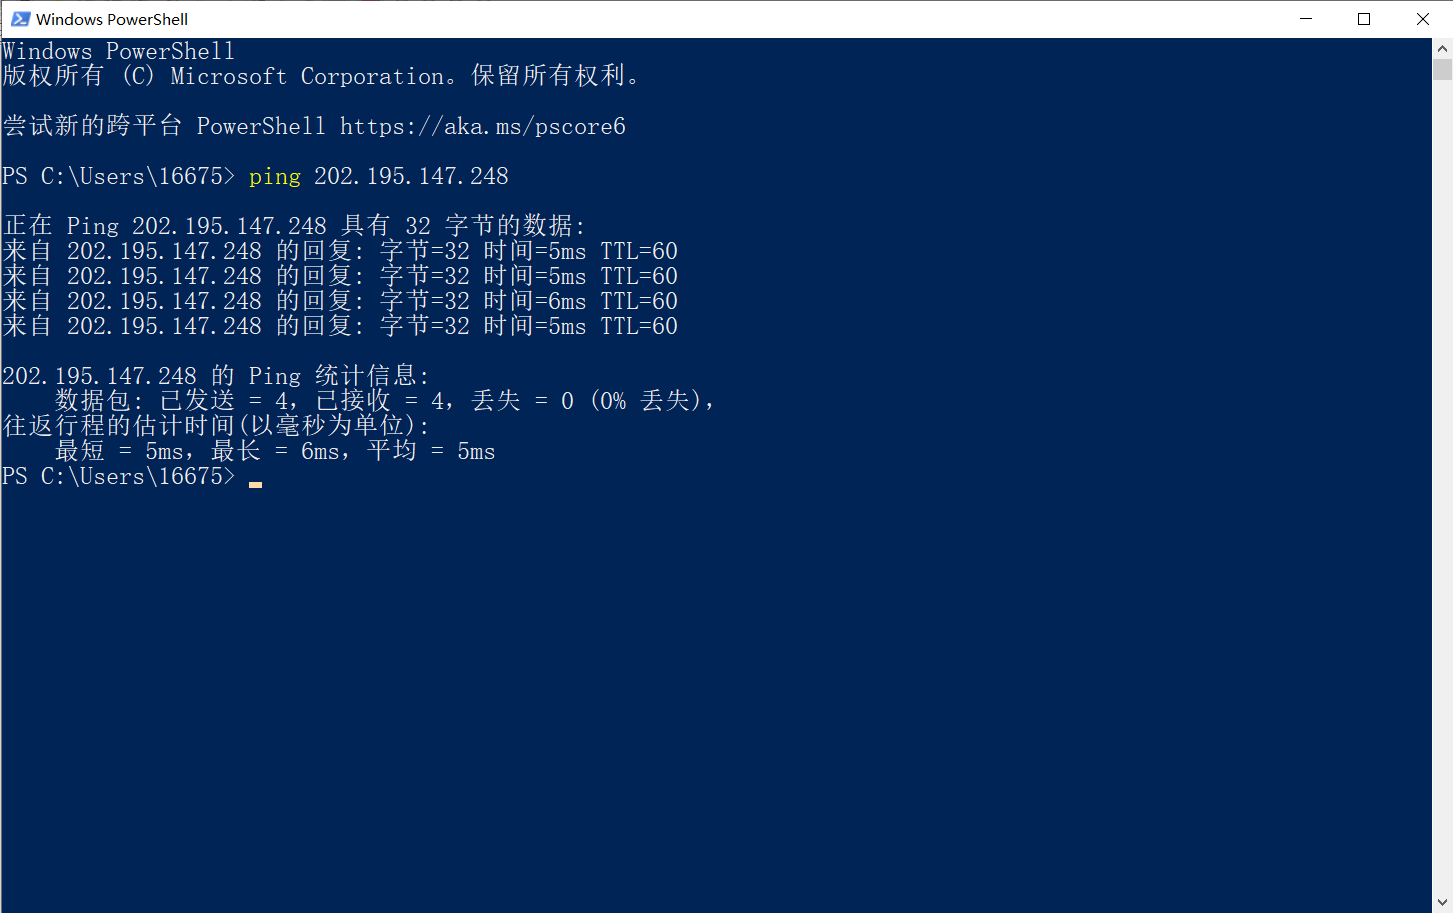 Windows PowerShell
Windows PowerShell
版权所有 (C) Microsoft Corporation。保留所有权利。
尝试新的跨平台 PowerShell https://aka.ms/pscore6
PS C:\Users\16675> ping 202.195.147.248
正在 Ping 202.195.147.248 具有 32 字节的数据:
来自 202.195.147.248 的回复: 字节=32 时间=5ms TTL=60
来自 202.195.147.248 的回复: 字节=32 时间=5ms TTL=60
来自 202.195.147.248 的回复: 字节=32 时间=6ms TTL=60
来自 202.195.147.248 的回复: 字节=32 时间=5ms TTL=60
202.195.147.248 的 Ping 统计信息:
数据包: 已发送 = 4，已接收 = 4，丢失 = 0 (0% 丢失)，
往返行程的估计时间(以毫秒为单位):
最短 = 5ms，最长 = 6ms，平均 = 5ms
PS C:\Users\16675>